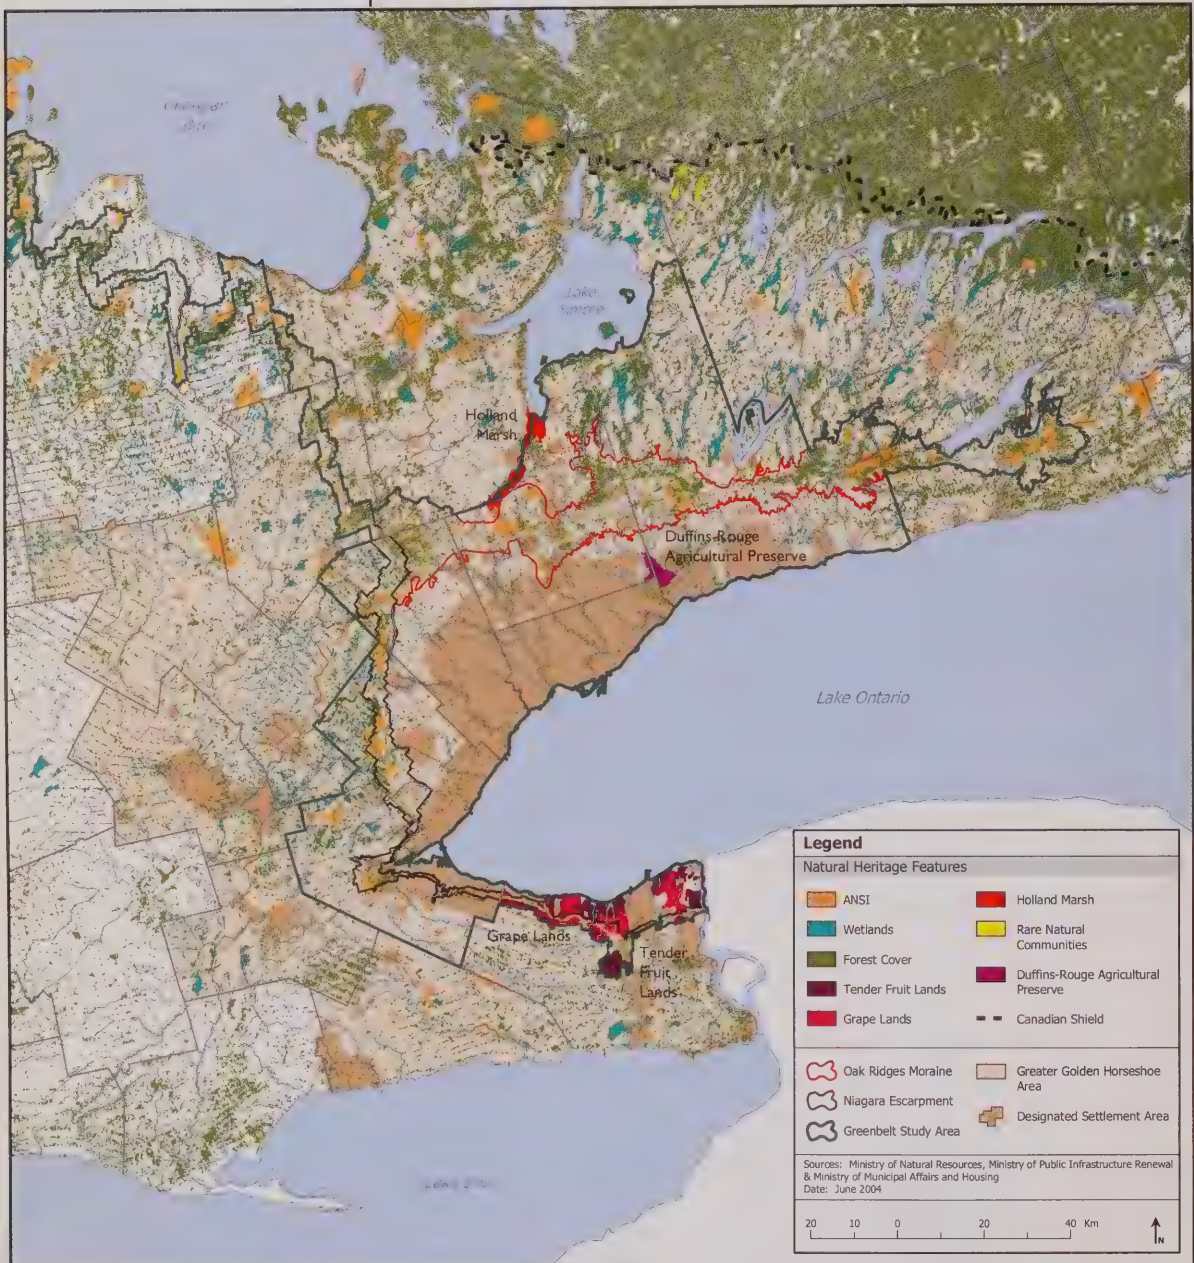 Lake
Simcoe
Holland
Marsh
Duffins-Rouge
Agricultural Preserve
Lake Ontario
Grape Lands
Tender
Fruit
Lands
Lake Erie
Legend
Natural Heritage Features
ANSI
Wetlands
Forest Cover
Tender Fruit Lands
Grape Lands
Holland Marsh
Rare Natural
Communities
Duffins-Rouge Agricultural
Preserve
Canadian Shield
Oak Ridges Moraine
Niagara Escarpment
Greenbelt Study Area
Greater Golden Horseshoe
Area
Designated Settlement Area
Sources: Ministry of Natural Resources, Ministry of Public Infrastructure Renewal
& Ministry of Municipal Affairs and Housing
Date: June 2004
20 10 0 20 40 Km
N